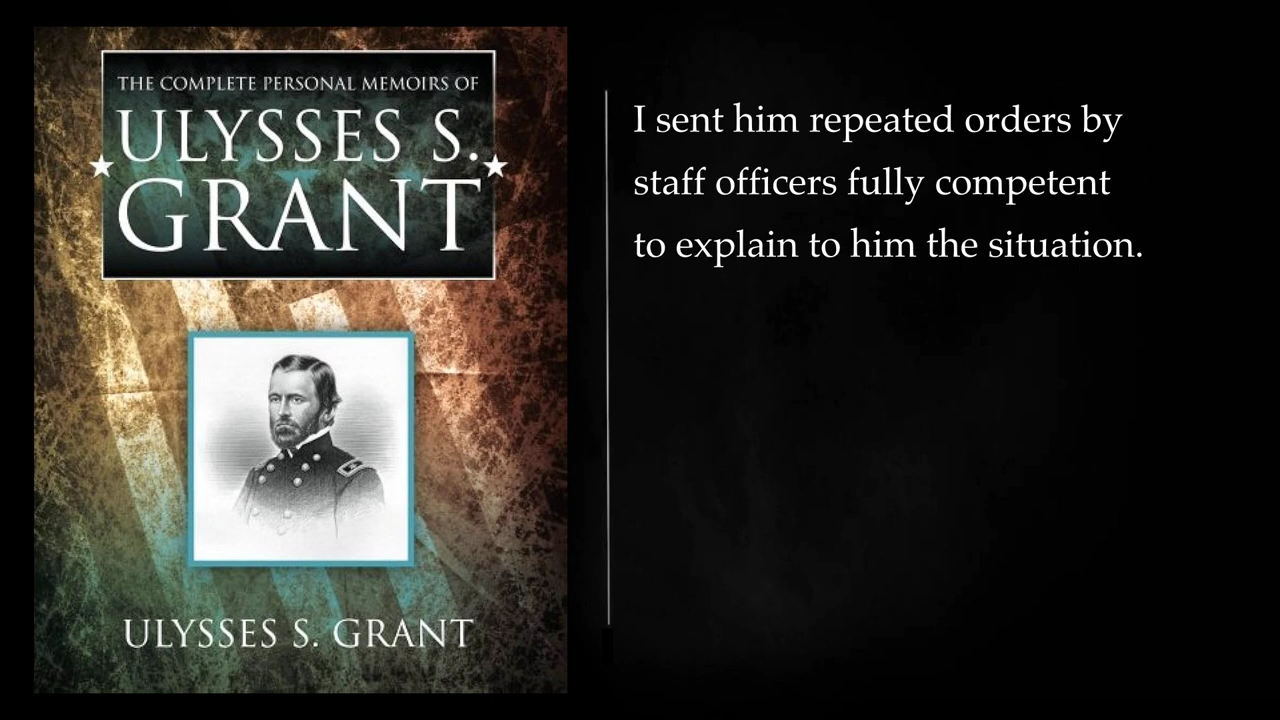 THE COMPLETE PERSONAL MEMOIRS OF
ULYSSES S.
GRANT
ULYSSES S. GRANT
I sent him repeated orders by
staff officers fully competent
to explain to him the situation.